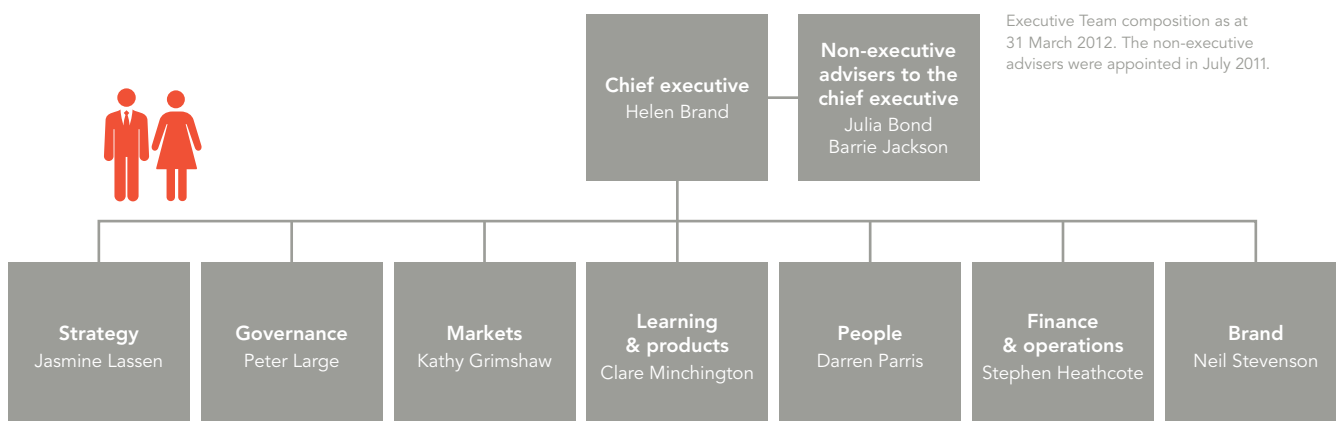 Chief executive
Helen Brand
Non-executive
advisers to the
chief executive
Julia Bond
Barrie Jackson
Executive Team composition as at
31 March 2012. The non-executive
advisers were appointed in July 2011.
Strategy
Jasmine Lassen
Governance
Peter Large
Markets
Kathy Grimshaw
Learning
& products
Clare Minchington
People
Darren Parris
Finance
& operations
Stephen Heathcote
Brand
Neil Stevenson